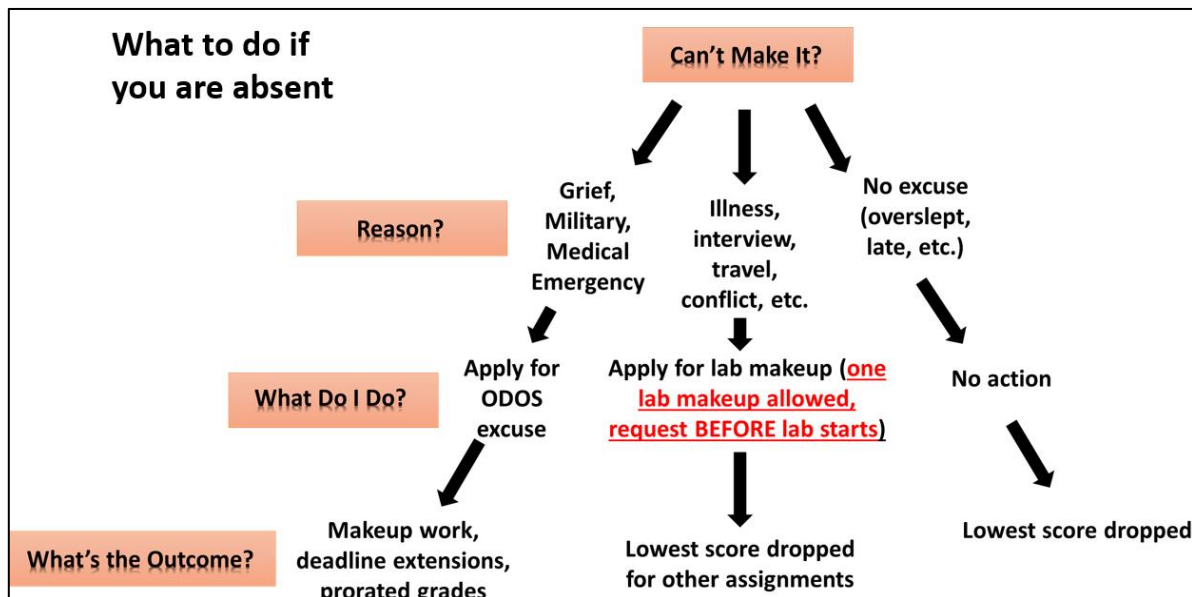 What to do if
you are absent
Can't Make It?
Reason?
Grief,
Military,
Medical
Emergency
Illness,
interview,
travel,
conflict, etc.
No excuse
(overslept,
late, etc.)
What Do I Do?
Apply for
ODOS
excuse
Apply for lab makeup (one
lab makeup allowed,
request BEFORE lab starts)
No action
What's the Outcome?
Makeup work,
deadline extensions,
prorated grades
Lowest score dropped
for other assignments
Lowest score dropped